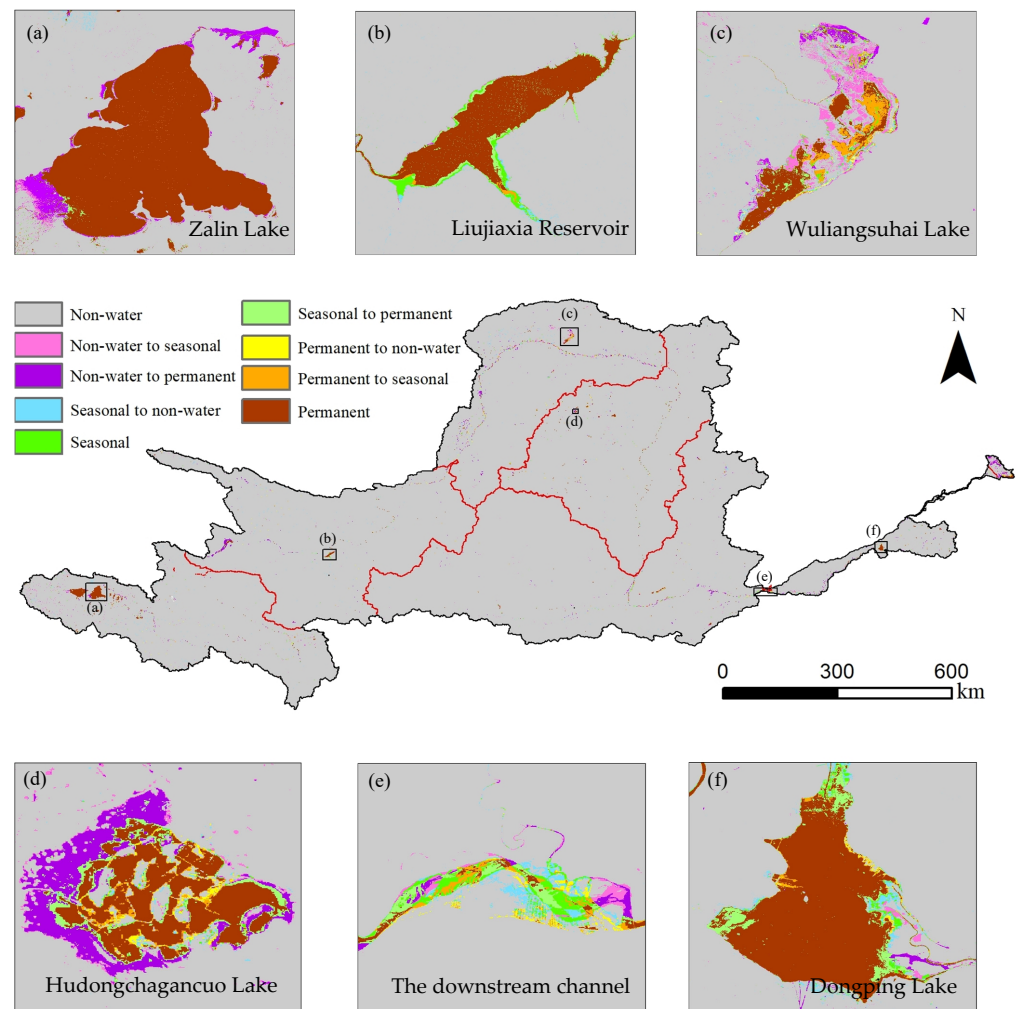 (a)
Zalin Lake
(b)
Liujiaxia Reservoir
(c)
Wuliangsuhai Lake
Non-water
Non-water to seasonal
Non-water to permanent
Seasonal to non-water
Seasonal
Seasonal to permanent
Permanent to non-water
Permanent to seasonal
Permanent
(c)
(d)
(b)
(a)
(e)
(f)
N
0 300 600
km
(d)
Hudongchagancuo Lake
(e)
The downstream channel
(f)
Dongping Lake